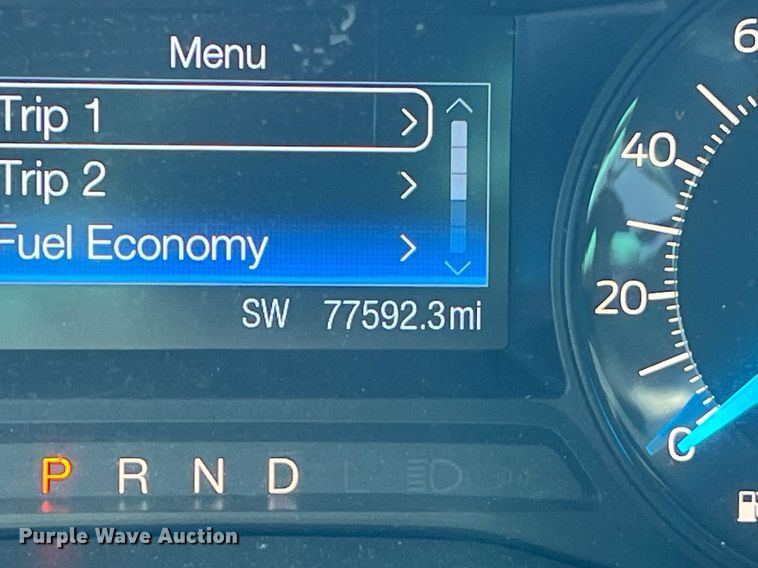 Menu
Trip 1
Trip 2
Fuel Economy
SW 77592.3mi
40
20
0
P R N D
Purple Wave Auction